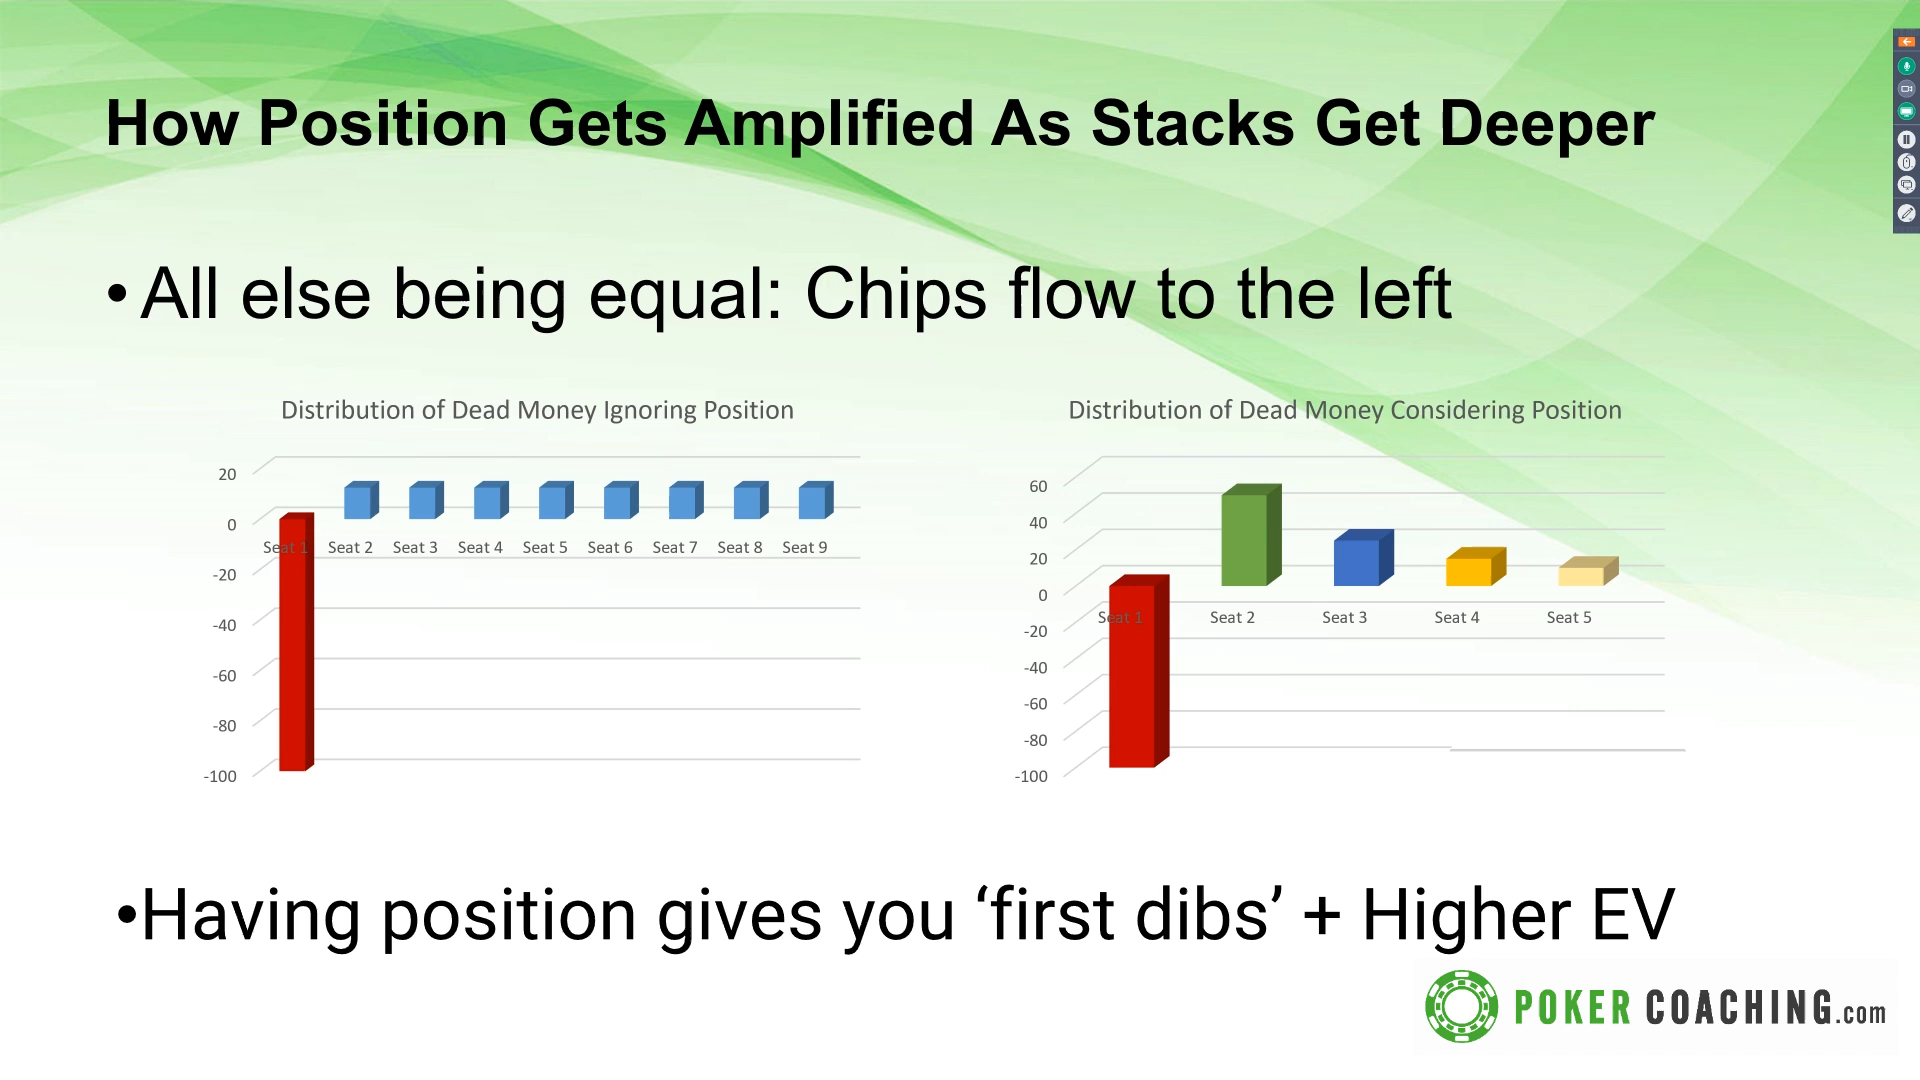 How Position Gets Amplified As Stacks Get Deeper
• All else being equal: Chips flow to the left
Distribution of Dead Money Ignoring Position
20
0
-20
-40
-60
-80
-100
Seat 1 Seat 2 Seat 3 Seat 4 Seat 5 Seat 6 Seat 7 Seat 8 Seat 9
Distribution of Dead Money Considering Position
60
40
20
0
-20
-40
-60
-80
-100
Seat 1 Seat 2 Seat 3 Seat 4 Seat 5
•Having position gives you ‘first dibs’ + Higher EV
POKER COACHING.com